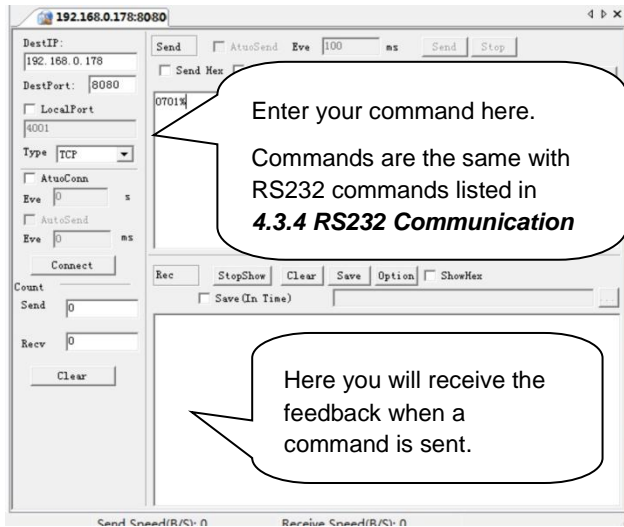 192.168.0.178:8080
DestIP:
192.168.0.178
DestPort: 8080
LocalPort
4001
Type TCP
AtuoConn
Eve 0 s
AutoSend
Eve 0 ms
Connect
Count
Send 0
Recv 0
Clear
Send AtuoSend Eve 100 ms Send Stop
Send Hex
0701%
Enter your command here.
Commands are the same with
RS232 commands listed in
4.3.4 RS232 Communication
Rec StopShow Clear Save Option ShowHex
Save(In Time) ...
Here you will receive the
feedback when a
command is sent.
Send Speed(B/S): 0 Receive Speed(B/S): 0